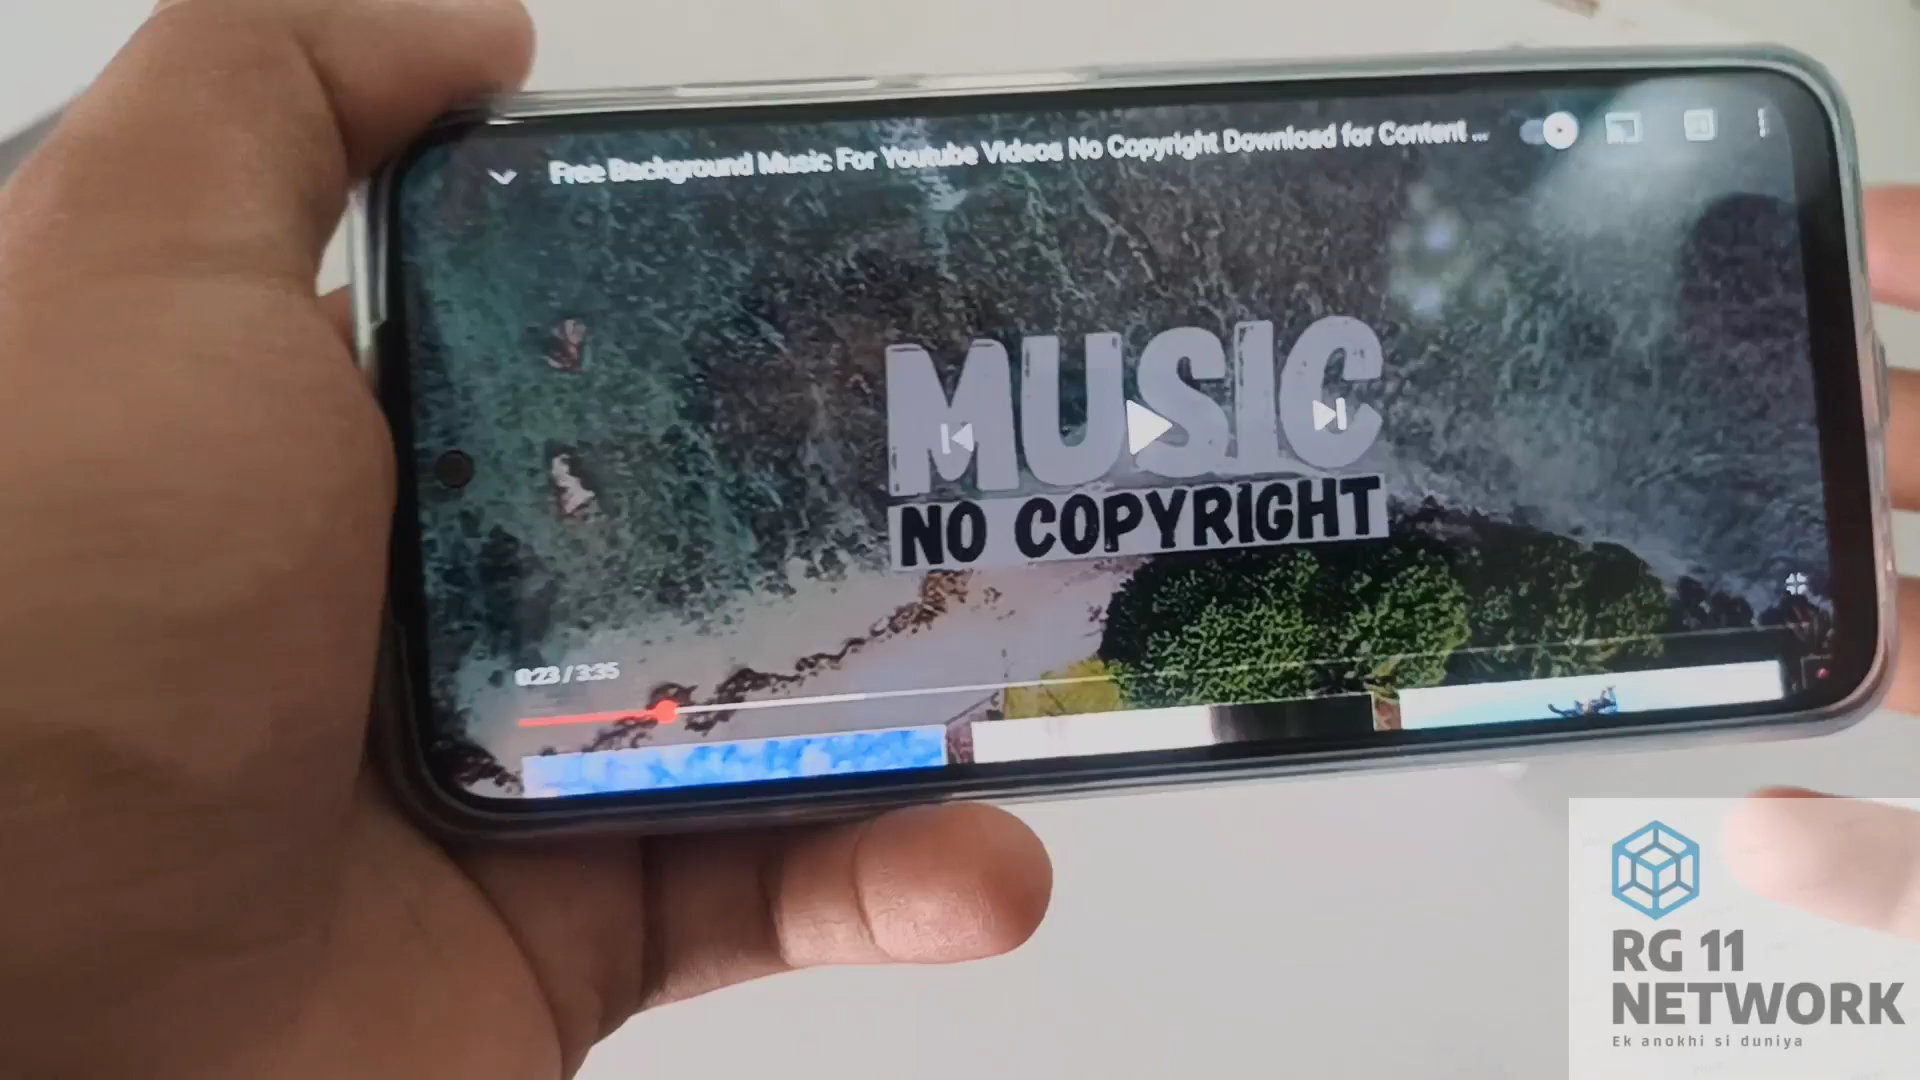 Free Background Music For Youtube Videos No Copyright Download for Content ...
MUSIC
NO COPYRIGHT
0:23 / 3:35
RG 11
NETWORK
Ek anokhi si duniya